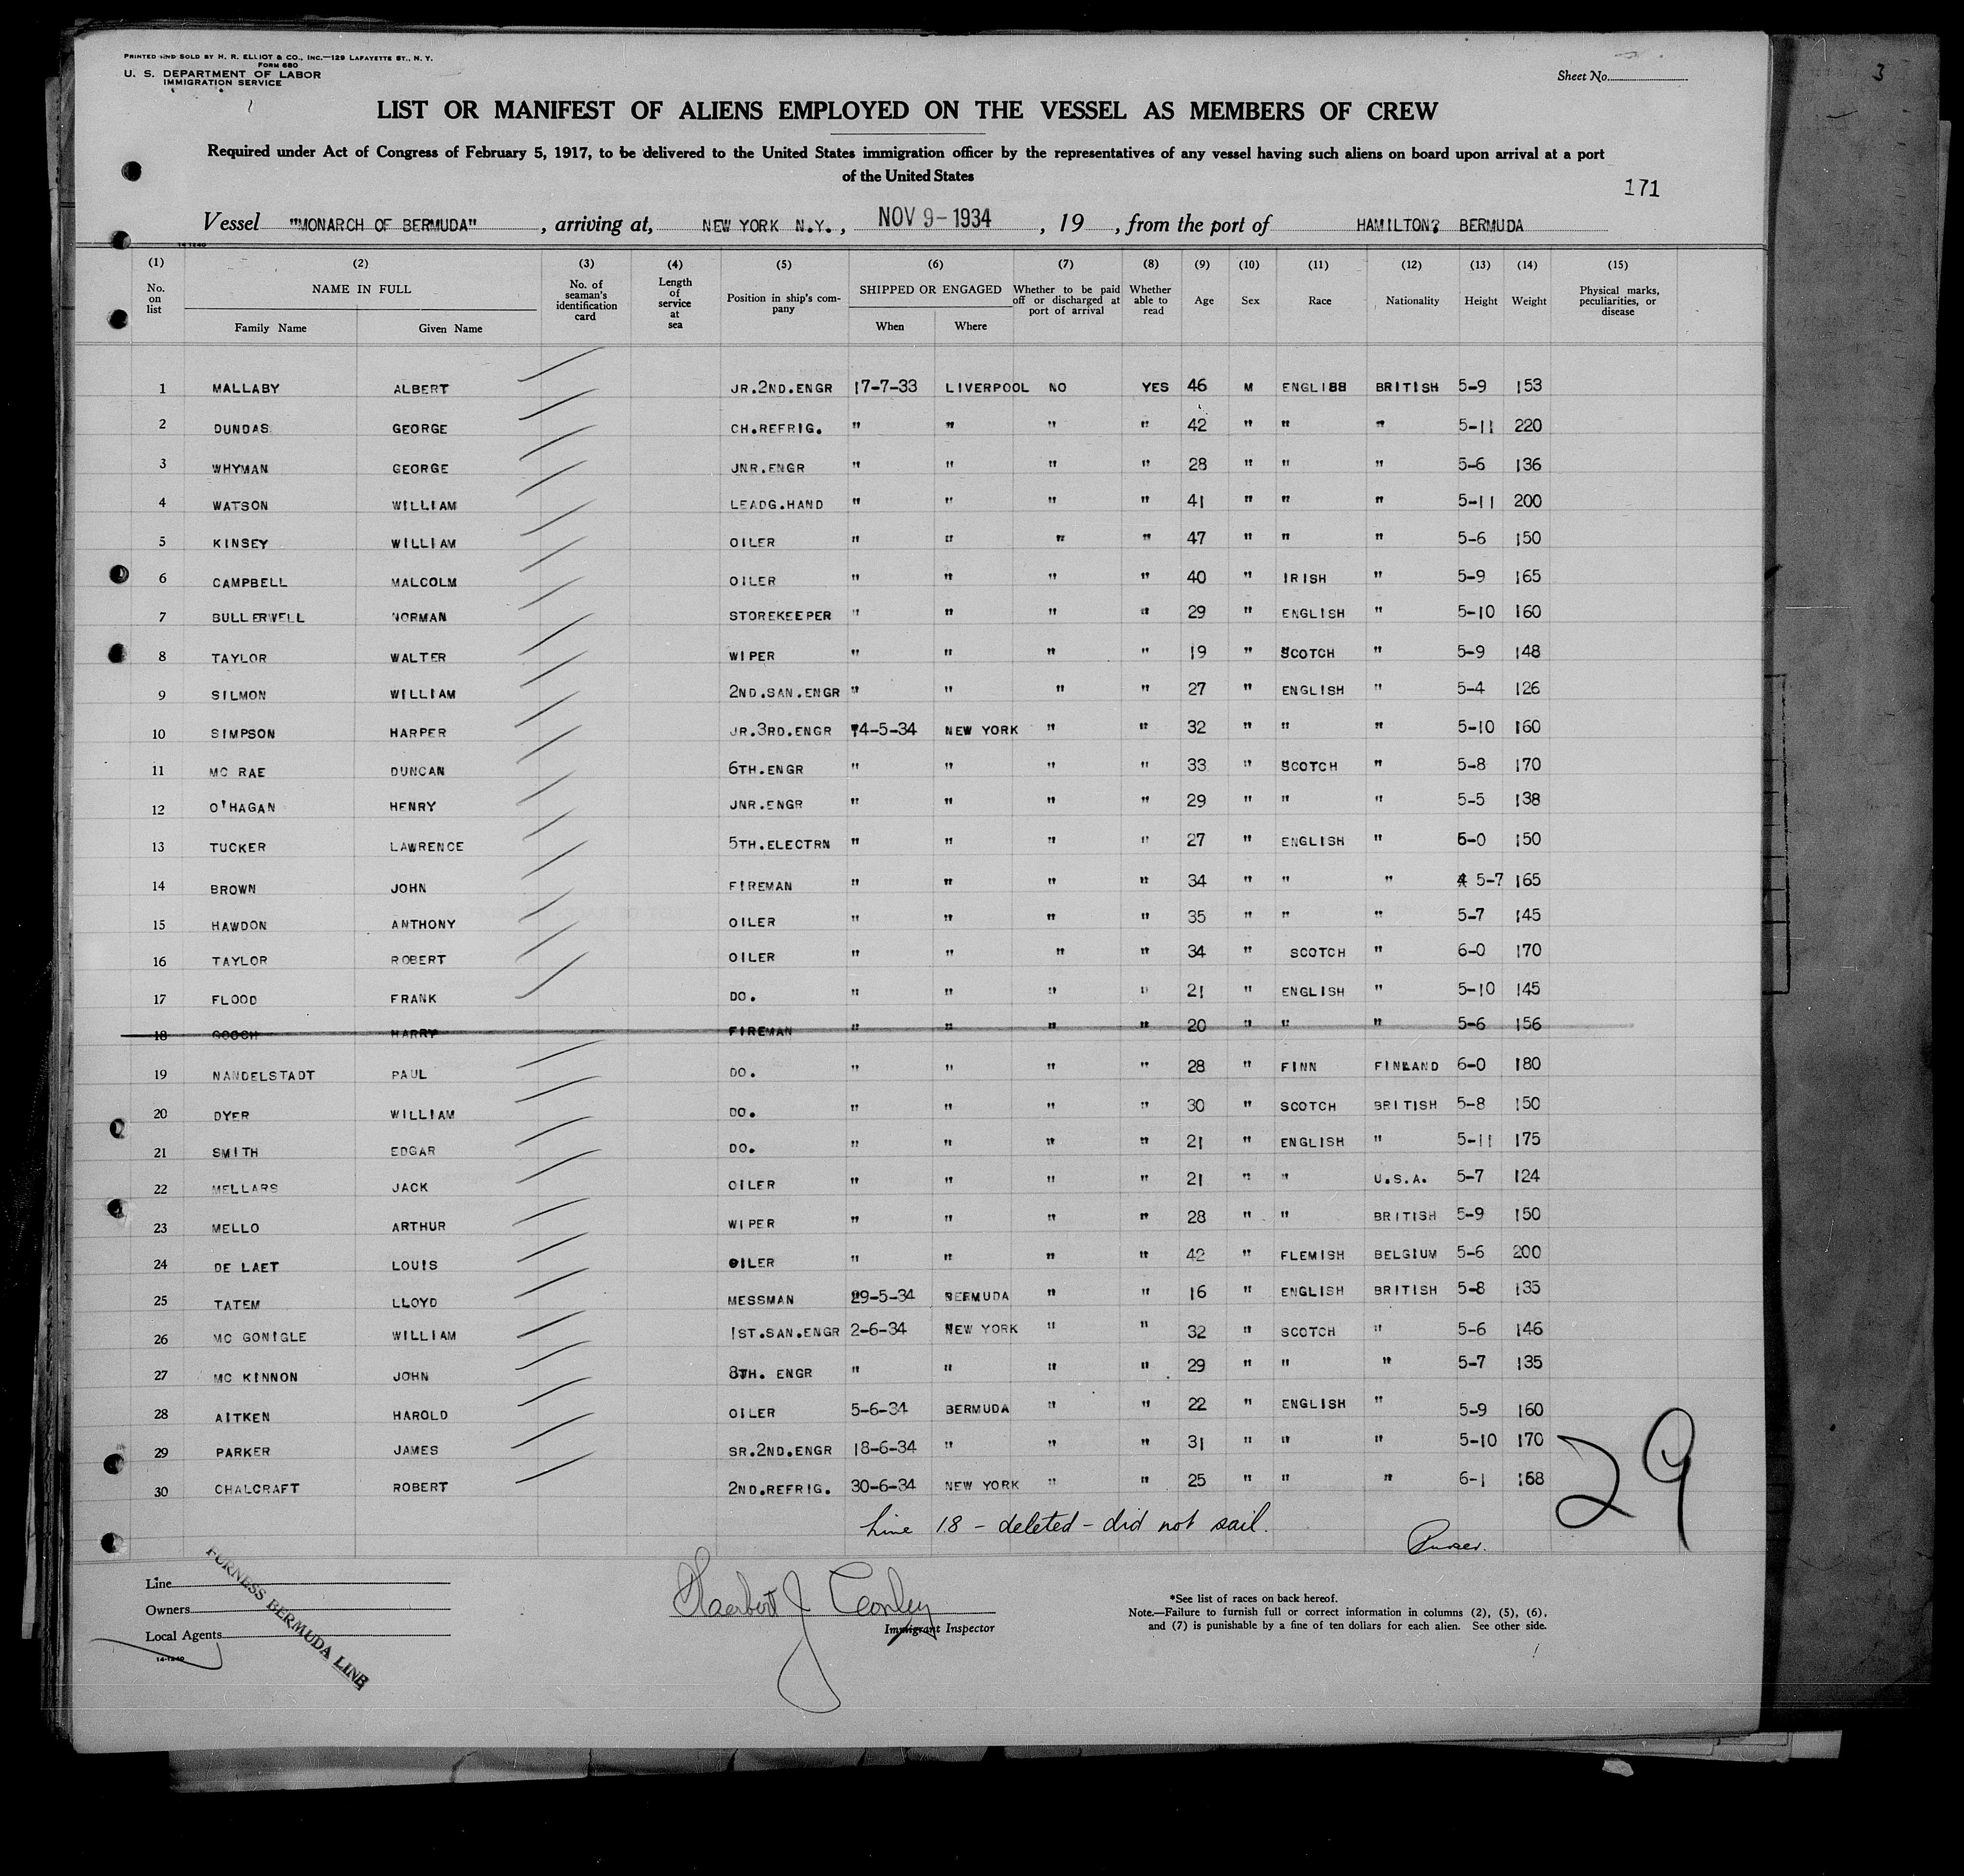 PRINTED AND SOLD BY H. R. ELLIOT & CO., INC.—129 LAFAYETTE ST., N. Y.
FORM 680
U. S. DEPARTMENT OF LABOR
IMMIGRATION SERVICE
Sheet No.
3
LIST OR MANIFEST OF ALIENS EMPLOYED ON THE VESSEL AS MEMBERS OF CREW
Required under Act of Congress of February 5, 1917, to be delivered to the United States immigration officer by the representatives of any vessel having such aliens on board upon arrival at a port
of the United States
171
Vessel "MONARCH OF BERMUDA" , arriving at, NEW YORK N.Y., NOV 9-1934 , 19 , from the port of HAMILTON? BERMUDA
14-1240
(1) (2) (3) (4) (5) (6) (7) (8) (9) (10) (11) (12) (13) (14) (15)
No. on list NAME IN FULL Family Name Given Name No. of seaman's identification card Length of service at sea Position in ship's company SHIPPED OR ENGAGED When Where Whether to be paid off or discharged at port of arrival Whether able to read Age Sex Race Nationality Height Weight Physical marks, peculiarities, or disease
1 MALLABY ALBERT JR.2ND.ENGR 17-7-33 LIVERPOOL NO YES 46 M ENGLISS BRITISH 5-9 153
2 DUNDAS GEORGE CH.REFRIG. " " " " 42 " " " 5-11 220
3 WHYMAN GEORGE JNR.ENGR " " " " 28 " " " 5-6 136
4 WATSON WILLIAM LEADG.HAND " " " " 41 " " " 5-11 200
5 KINSEY WILLIAM OILER " " " " 47 " " " 5-6 150
6 CAMPBELL MALCOLM OILER " " " " 40 " IRISH " 5-9 165
7 BULLERWELL NORMAN STOREKEEPER " " " " 29 " ENGLISH " 5-10 160
8 TAYLOR WALTER WIPER " " " " 19 " SCOTCH " 5-9 148
9 SILMON WILLIAM 2ND.SAN.ENGR " " " " 27 " ENGLISH " 5-4 126
10 SIMPSON HARPER JR.3RD.ENGR 14-5-34 NEW YORK " " 32 " " " 5-10 160
11 MC RAE DUNCAN 6TH.ENGR " " " " 33 " SCOTCH " 5-8 170
12 O'HAGAN HENRY JNR.ENGR " " " " 29 " " " 5-5 138
13 TUCKER LAWRENCE 5TH.ELECTRN " " " " 27 " ENGLISH " 6-0 150
14 BROWN JOHN FIREMAN " " " " 34 " " " 5-7 165
15 HAWDON ANTHONY OILER " " " " 35 " " " 5-7 145
16 TAYLOR ROBERT OILER " " " " 34 " SCOTCH " 6-0 170
17 FLOOD FRANK DO. " " " " 21 " ENGLISH " 5-10 145
18 GOOCH HARRY FIREMAN " " " " 20 " " " 5-6 156
19 NANDELSTADT PAUL DO. " " " " 28 " FINN FINLAND 6-0 180
20 DYER WILLIAM DO. " " " " 30 " SCOTCH BRITISH 5-8 150
21 SMITH EDGAR DO. " " " " 21 " ENGLISH " 5-11 175
22 MELLARS JACK OILER " " " " 21 " " U.S.A. 5-7 124
23 MELLO ARTHUR WIPER " " " " 28 " " BRITISH 5-9 150
24 DE LAET LOUIS OILER " " " " 42 " FLEMISH BELGIUM 5-6 200
25 TATEM LLOYD MESSMAN 29-5-34 BERMUDA " " 16 " ENGLISH BRITISH 5-8 135
26 MC GONIGLE WILLIAM 1ST.SAN.ENGR 2-6-34 NEW YORK " " 32 " SCOTCH " 5-6 146
27 MC KINNON JOHN 8TH. ENGR " " " " 29 " " " 5-7 135
28 AITKEN HAROLD OILER 5-6-34 BERMUDA " " 22 " ENGLISH " 5-9 160
29 PARKER JAMES SR.2ND.ENGR 18-6-34 " " " 31 " " " 5-10 170
30 CHALCRAFT ROBERT 2ND.REFRIG. 30-6-34 NEW YORK " " 25 " " " 6-1 168
29
Line 18 - deleted - did not sail.
Purser.
Line
Owners
Local Agents
14-1240
FURNESS BERMUDA LINE
Immigrant Inspector
*See list of races on back hereof.
Note.—Failure to furnish full or correct information in columns (2), (5), (6),
and (7) is punishable by a fine of ten dollars for each alien. See other side.